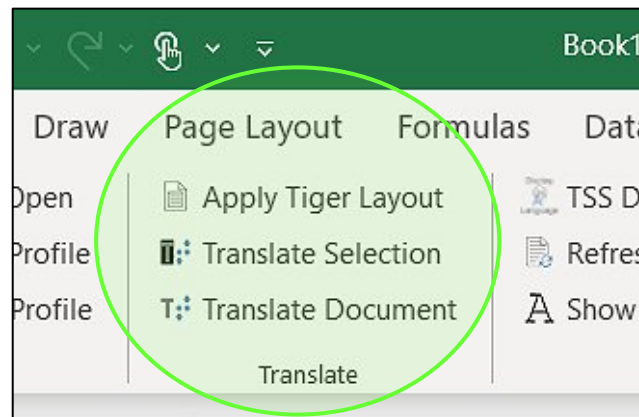 Book1
Draw Page Layout Formulas Data
Open Apply Tiger Layout TSS D
Profile Translate Selection Refres
Profile Translate Document Show
Translate